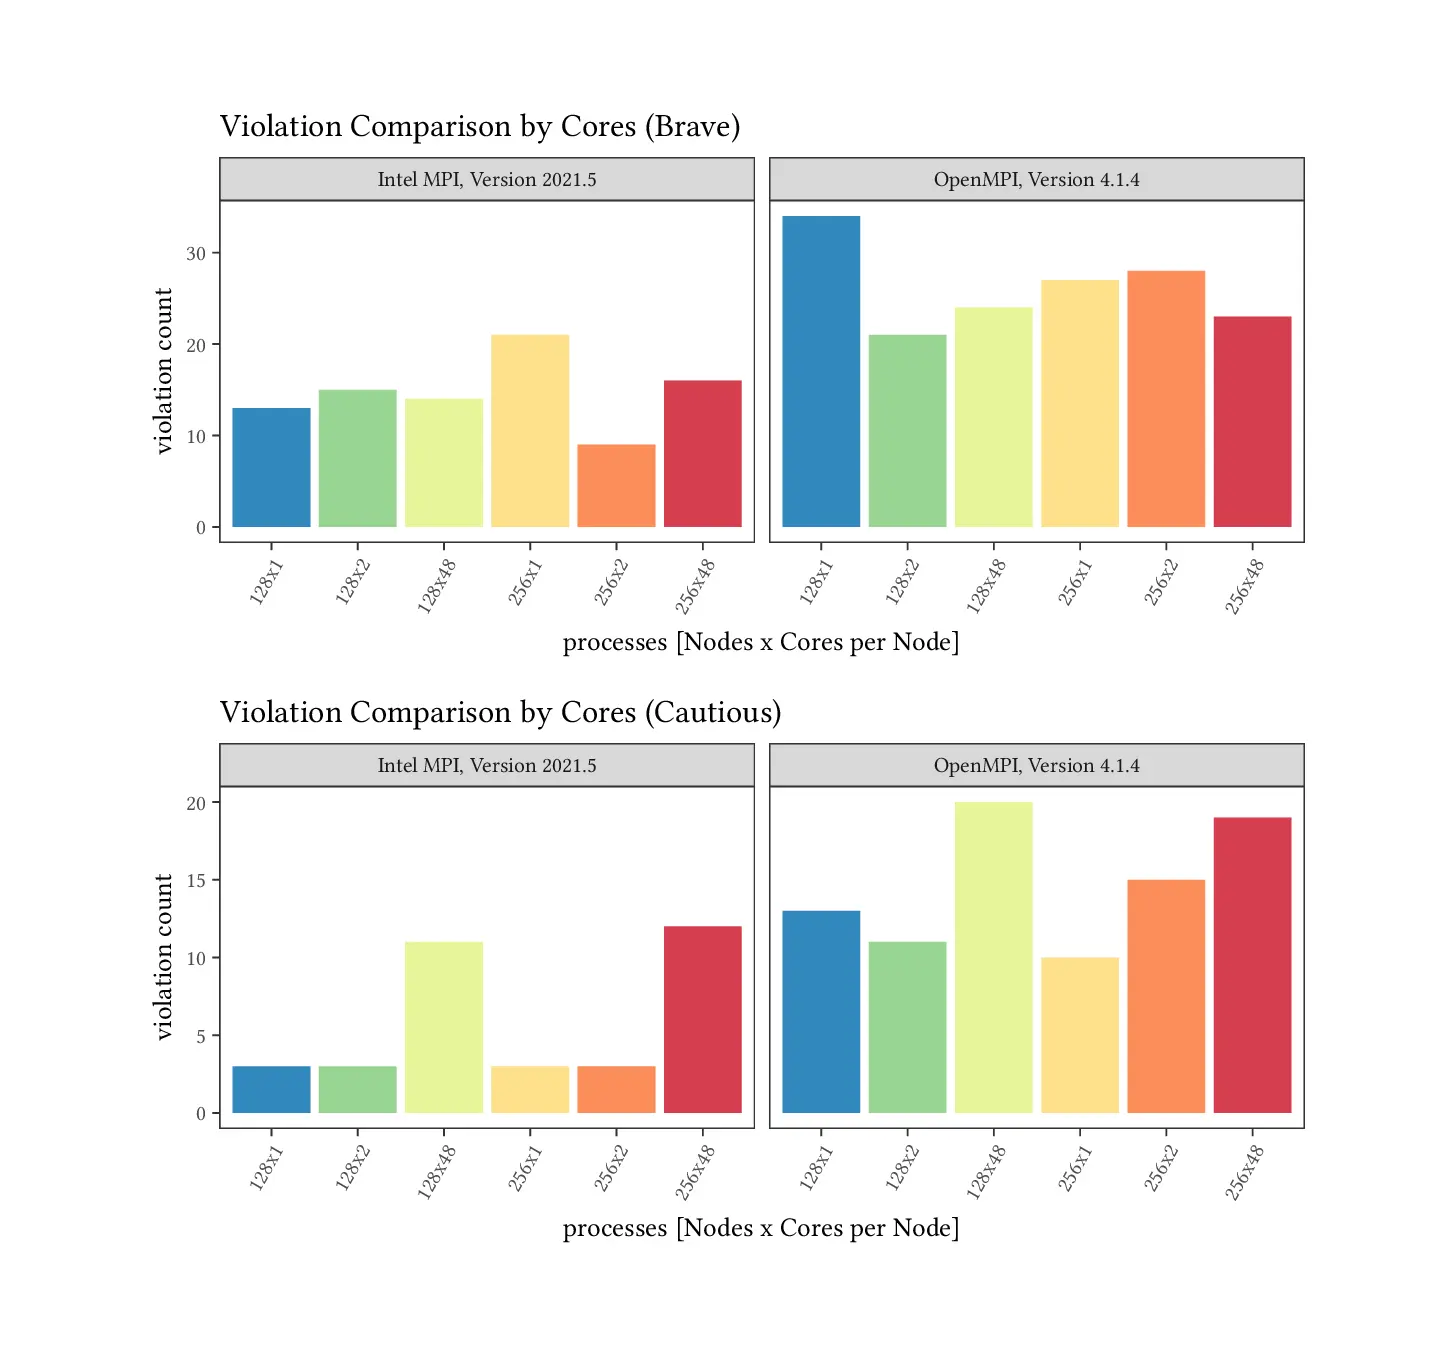 Violation Comparison by Cores (Brave)
Intel MPI, Version 2021.5
OpenMPI, Version 4.1.4
violation count
30
20
10
0
128x1
128x2
128x48
256x1
256x2
256x48
128x1
128x2
128x48
256x1
256x2
256x48
processes [Nodes x Cores per Node]
Violation Comparison by Cores (Cautious)
Intel MPI, Version 2021.5
OpenMPI, Version 4.1.4
violation count
20
15
10
5
0
128x1
128x2
128x48
256x1
256x2
256x48
128x1
128x2
128x48
256x1
256x2
256x48
processes [Nodes x Cores per Node]